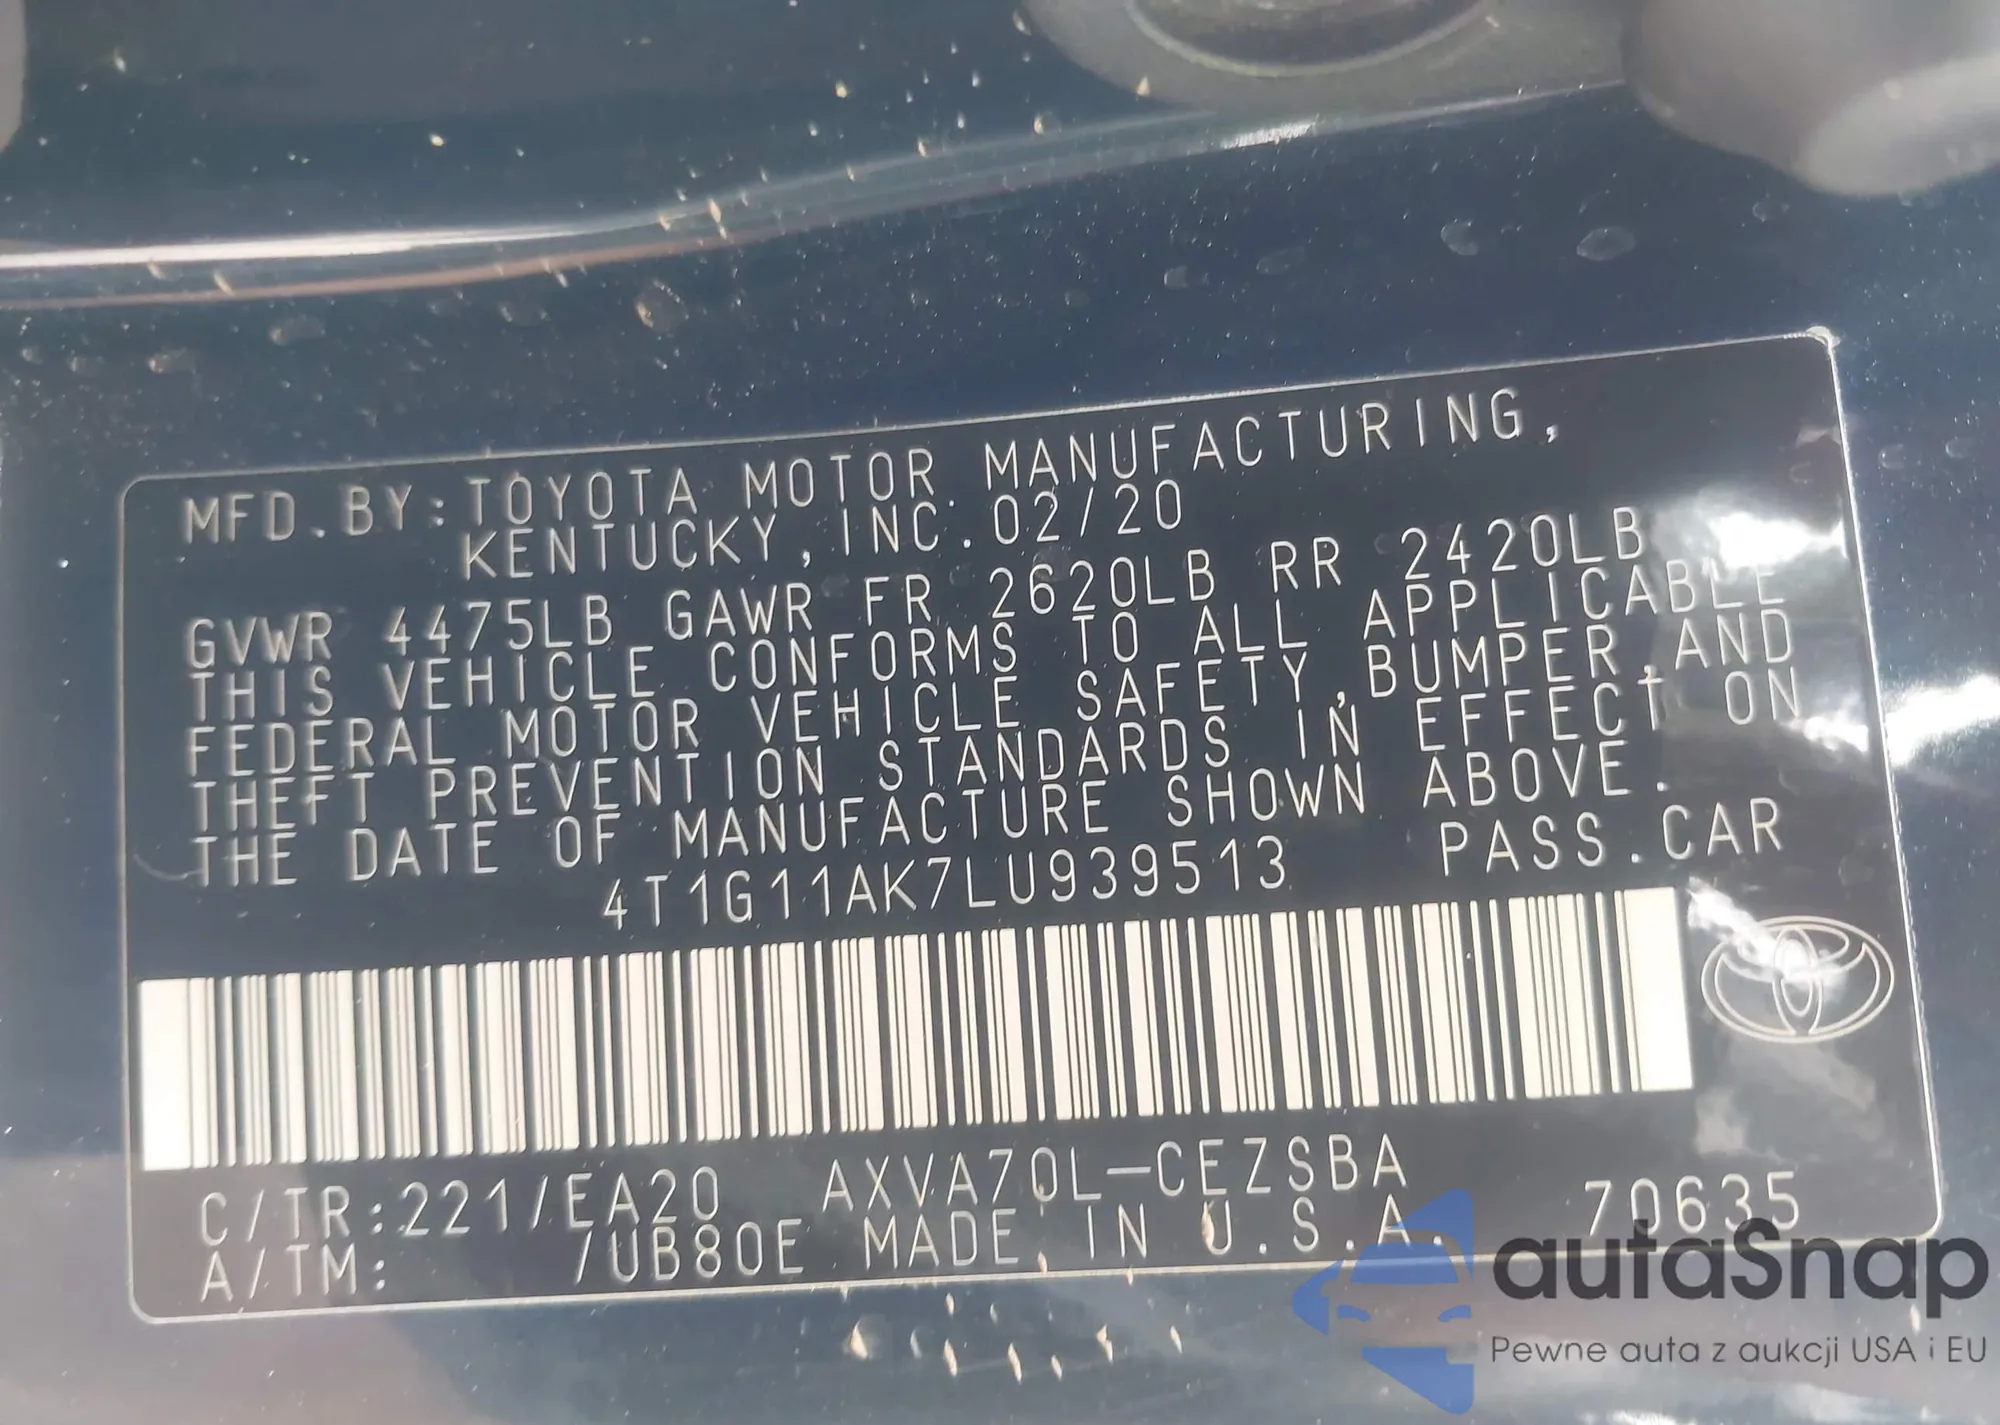 MFD.BY:TOYOTA MOTOR MANUFACTURING,
KENTUCKY,INC.02/20
GVWR 4475LB GAWR FR 2620LB RR 2420LB
THIS VEHICLE CONFORMS TO ALL APPLICABLE
FEDERAL MOTOR VEHICLE SAFETY,BUMPER,AND
THEFT PREVENTION STANDARDS IN EFFECT ON
THE DATE OF MANUFACTURE SHOWN ABOVE.
4T1G11AK7LU939513 PASS.CAR
C/TR:221/EA20 AXVA70L-CEZSBA 70635
A/TM: /UB80E MADE IN U.S.A.
autaSnap
Pewne auta z aukcji USA i EU